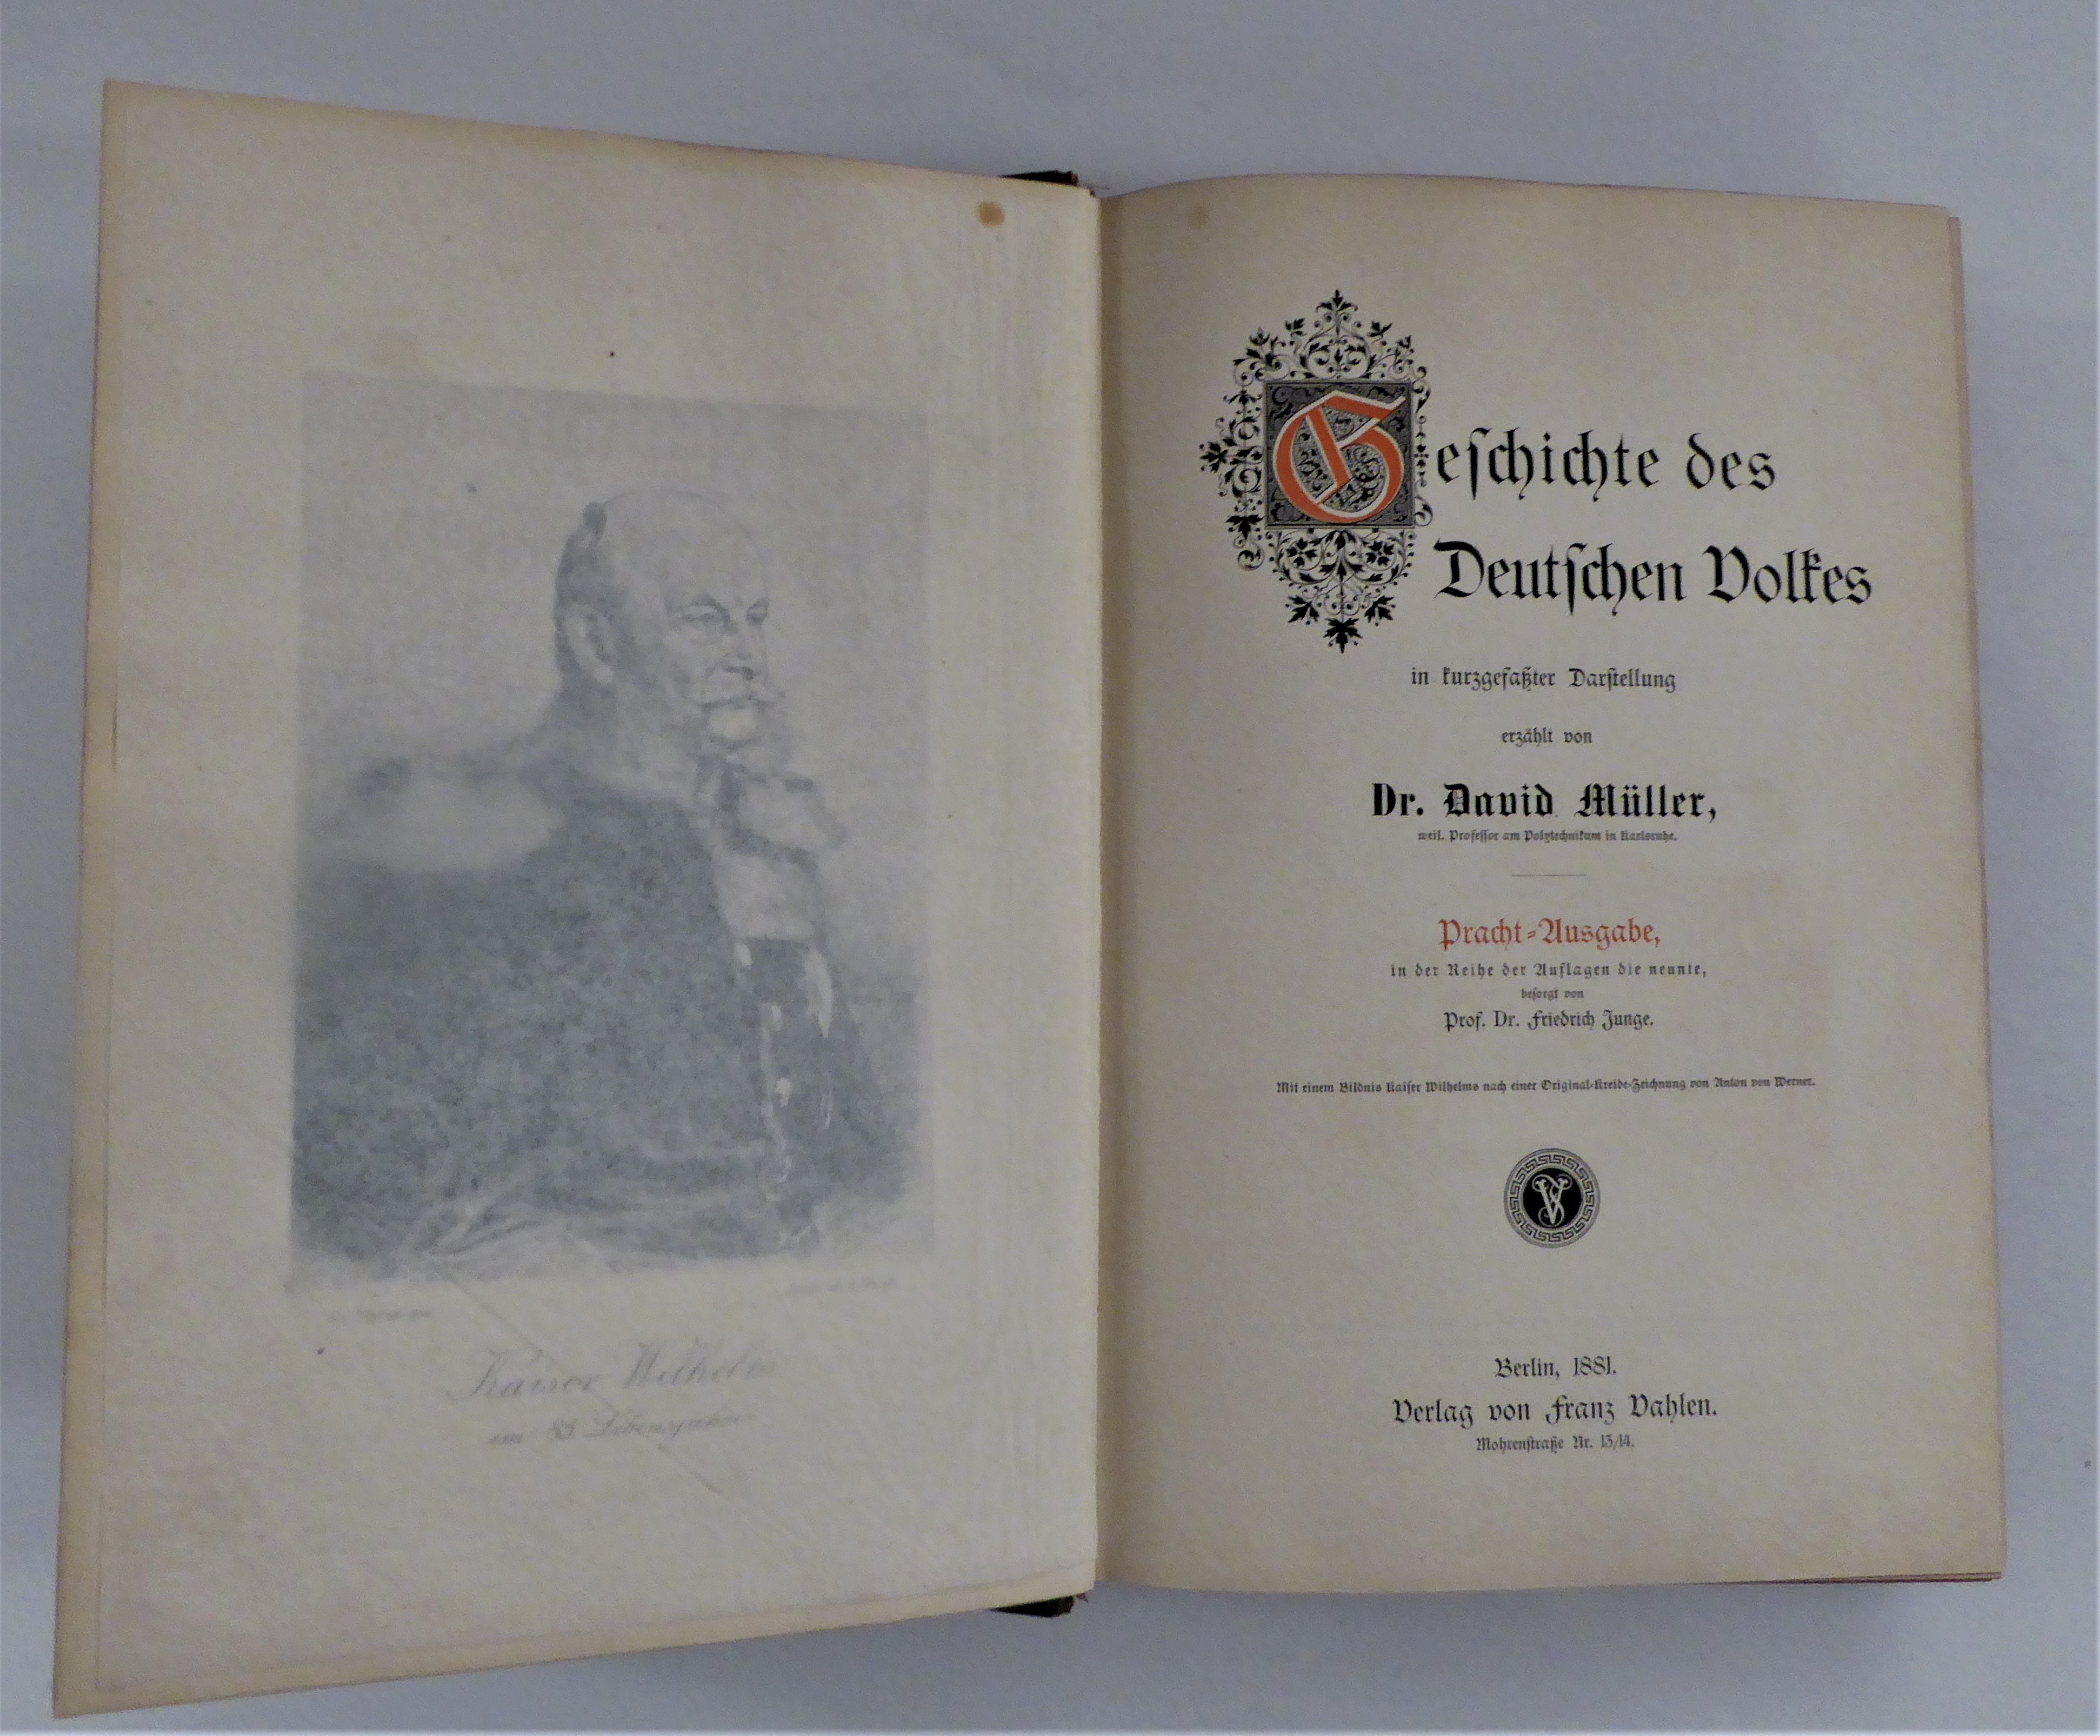 Kaiser Wilhelm
Geschichte des
Deutschen Volkes
in kurzgefaßter Darstellung
erzählt von
Dr. David Müller,
weil. Professor am Polytechnikum in Karlsruhe.
Pracht-Ausgabe,
in der Reihe der Auflagen die neunte,
besorgt von
Prof. Dr. Friedrich Junge.
Mit einem Bildnis Kaiser Wilhelms nach einer Original-Kreide-Zeichnung von Anton von Werner.
Berlin, 1881.
Verlag von Franz Vahlen.
Mohrenstraße Nr. 13/14.